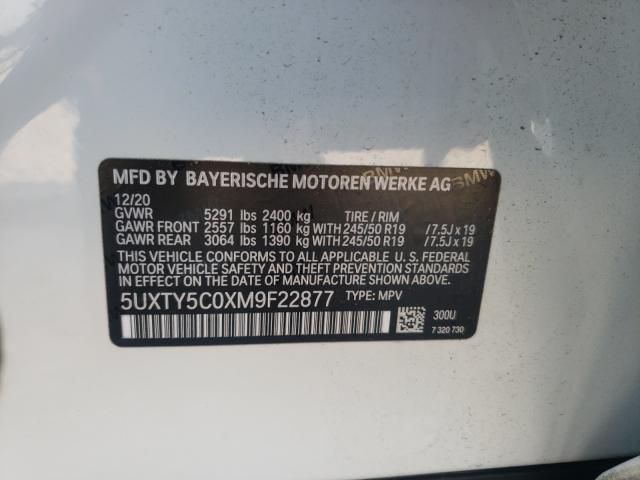 MFD BY BAYERISCHE MOTOREN WERKE AG
12/20
GVWR 5291 lbs 2400 kg TIRE / RIM
GAWR FRONT 2557 lbs 1160 kg WITH 245/50 R19 /7.5J x 19
GAWR REAR 3064 lbs 1390 kg WITH 245/50 R19 /7.5J x 19
THIS VEHICLE CONFORMS TO ALL APPLICABLE U. S. FEDERAL
MOTOR VEHICLE SAFETY, BUMPER, AND THEFT PREVENTION
STANDARDS IN EFFECT ON THE DATE OF MANUFACTURE SHOWN
ABOVE.
5UXTY5C0XM9F22877 TYPE: MPV
300U
7 320 730